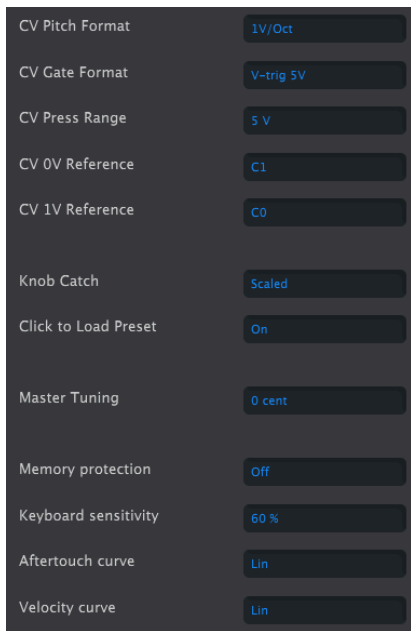 CV Pitch Format 1V/Oct
CV Gate Format V-trig 5V
CV Press Range 5 V
CV 0V Reference C1
CV 1V Reference C0
Knob Catch Scaled
Click to Load Preset On
Master Tuning 0 cent
Memory protection Off
Keyboard sensitivity 60 %
Aftertouch curve Lin
Velocity curve Lin